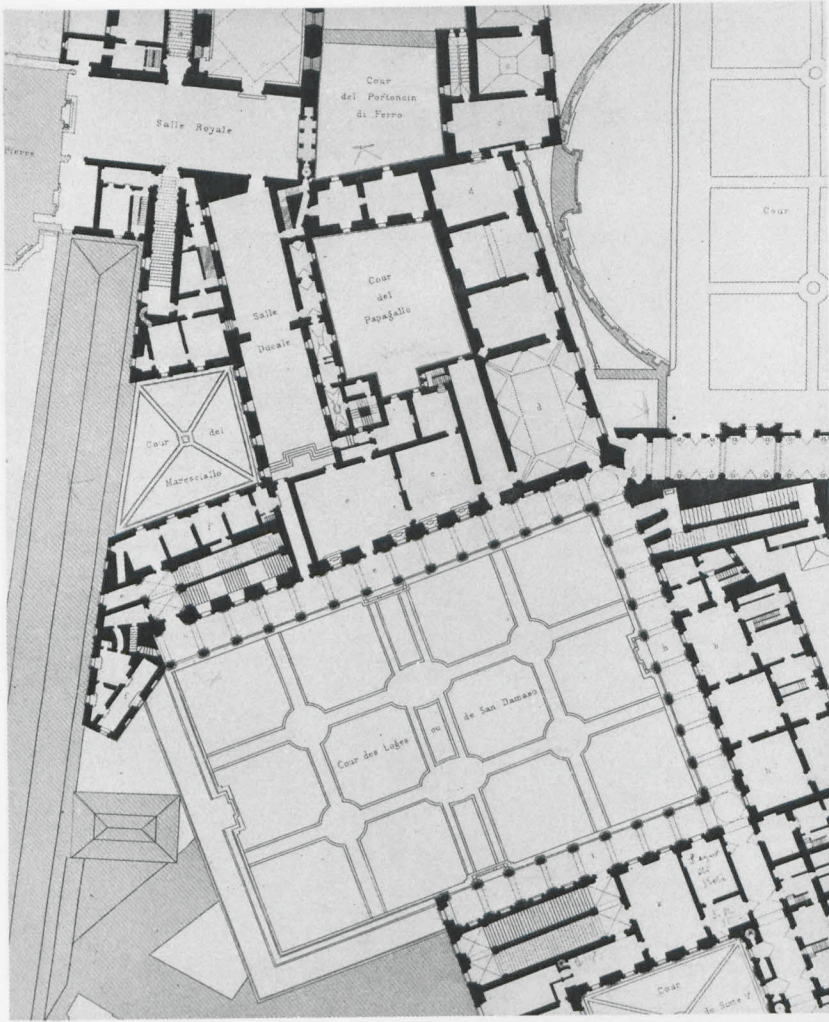 Cour
del Portoncin
di Ferro
Salle Royale
Pierre
c
d
Cour
Cour
del
Papagallo
Salle
Ducale
d
Cour del
Maresciallo
e
e
h
h
Cour des Loges
ou
de San Damaso
h
Cour
de Sixte V